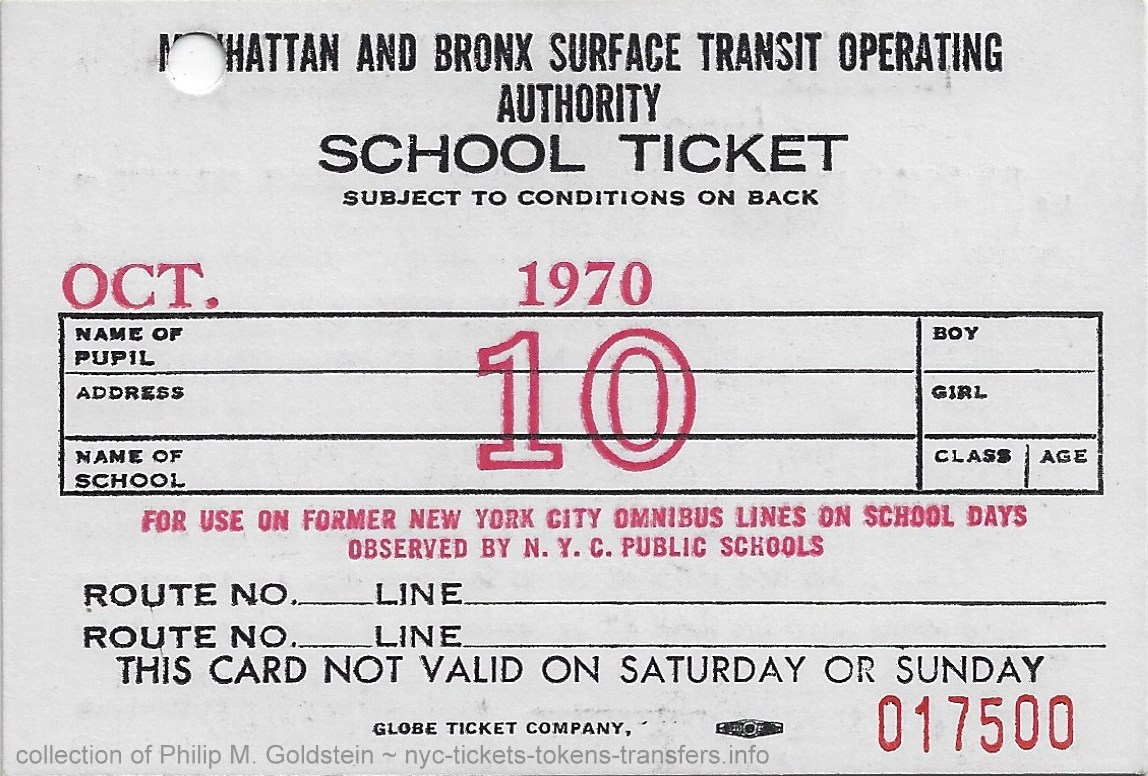 MANHATTAN AND BRONX SURFACE TRANSIT OPERATING
AUTHORITY
SCHOOL TICKET
SUBJECT TO CONDITIONS ON BACK
OCT. 1970
10
NAME OF
PUPIL
BOY
ADDRESS
GIRL
NAME OF
SCHOOL
CLASS AGE
FOR USE ON FORMER NEW YORK CITY OMNIBUS LINES ON SCHOOL DAYS
OBSERVED BY N. Y. C. PUBLIC SCHOOLS
ROUTE NO. LINE
ROUTE NO. LINE
THIS CARD NOT VALID ON SATURDAY OR SUNDAY
GLOBE TICKET COMPANY,
017500
collection of Philip M. Goldstein ~ nyc-tickets-tokens-transfers.info